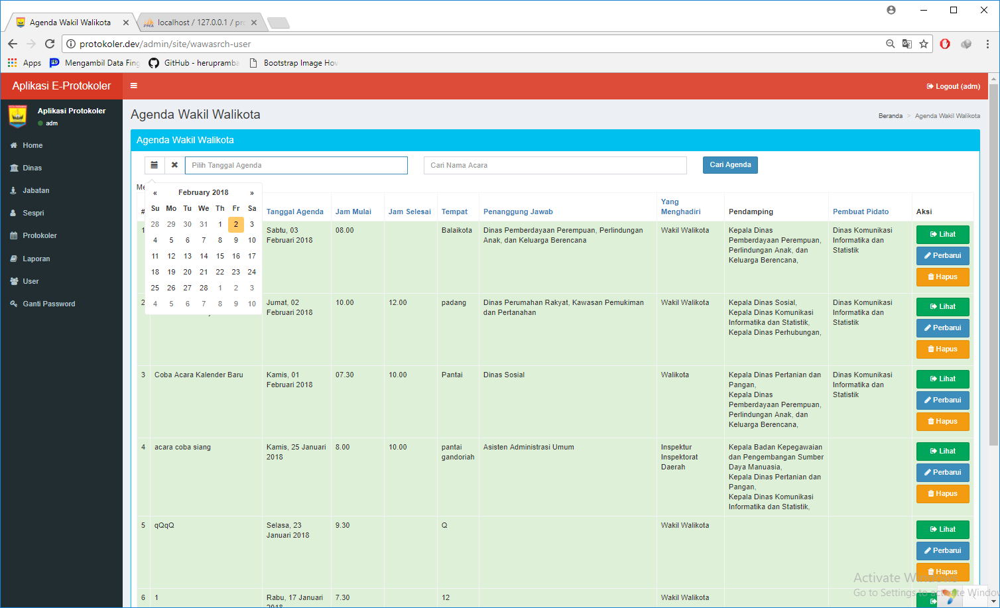 Agenda Wakil Walikota
localhost / 127.0.0.1 / pro
protokoler.dev/admin/site/wawasrch-user
Apps
Mengambil Data Fing
GitHub - herupramba
Bootstrap Image Hov
Aplikasi E-Protokoler
Logout (adm)
Aplikasi Protokoler
adm
Home
Dinas
Jabatan
Sespri
Protokoler
Laporan
User
Ganti Password
Agenda Wakil Walikota
Beranda > Agenda Wakil Walikota
Agenda Wakil Walikota
Pilih Tanggal Agenda
Cari Nama Acara
Cari Agenda
Me
« February 2018 »
Su Mo Tu We Th Fr Sa
28 29 30 31 1 2 3
4 5 6 7 8 9 10
11 12 13 14 15 16 17
18 19 20 21 22 23 24
25 26 27 28 1 2 3
4 5 6 7 8 9 10
#
Tanggal Agenda
Jam Mulai
Jam Selesai
Tempat
Penanggung Jawab
Yang
Menghadiri
Pendamping
Pembuat Pidato
Aksi
1
Sabtu, 03
Februari 2018
08.00
Balaikota
Dinas Pemberdayaan Perempuan, Perlindungan
Anak, dan Keluarga Berencana
Wakil Walikota
Kepala Dinas
Pemberdayaan Perempuan,
Perlindungan Anak, dan
Keluarga Berencana,
Dinas Komunikasi
Informatika dan
Statistik
Lihat
Perbarui
Hapus
2
Jumat, 02
Februari 2018
10.00
12.00
padang
Dinas Perumahan Rakyat, Kawasan Pemukiman
dan Pertanahan
Wakil Walikota
Kepala Dinas Sosial,
Kepala Dinas Komunikasi
Informatika dan Statistik,
Kepala Dinas Perhubungan,
Dinas Komunikasi
Informatika dan
Statistik
Lihat
Perbarui
Hapus
3
Coba Acara Kalender Baru
Kamis, 01
Februari 2018
07.30
10.00
Pantai
Dinas Sosial
Walikota
Kepala Dinas Pertanian dan
Pangan,
Kepala Dinas
Pemberdayaan Perempuan,
Perlindungan Anak, dan
Keluarga Berencana,
Dinas Komunikasi
Informatika dan
Statistik
Lihat
Perbarui
Hapus
4
acara coba siang
Kamis, 25 Januari
2018
8.00
10.00
pantai
gandoriah
Asisten Administrasi Umum
Inspektur
Inspektorat
Daerah
Kepala Badan Kepegawaian
dan Pengembangan Sumber
Daya Manuasia,
Kepala Dinas Pertanian dan
Pangan,
Kepala Dinas Komunikasi
Informatika dan Statistik,
Lihat
Perbarui
Hapus
5
qQqQ
Selasa, 23
Januari 2018
9.30
Q
Wakil Walikota
Lihat
Perbarui
Hapus
6
1
Rabu, 17 Januari
2018
7.30
12
Wakil Walikota
Activate Windows
Go to Settings to activate Window